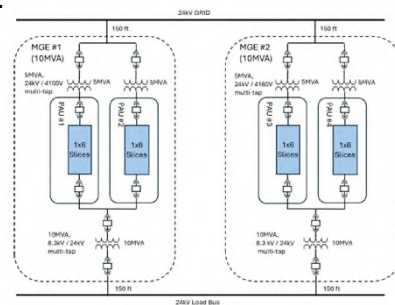 24kV GRID
150 ft
150 ft
MGE #1
(10MVA)
MGE #2
(10MVA)
5MVA,
24kV / 4160V
multi-tap
5MVA
5MVA
5MVA,
24kV / 4160V
multi-tap
5MVA
5MVA
PAU #1
PAU #2
PAU #3
PAU #4
1x6
Slices
1x6
Slices
1x6
Slices
1x6
Slices
10MVA,
8.3kV / 24kV
multi-tap
10MVA
10MVA,
8.3 kV / 24kV
multi-tap
10MVA
150 ft
150 ft
24kV Load Bus